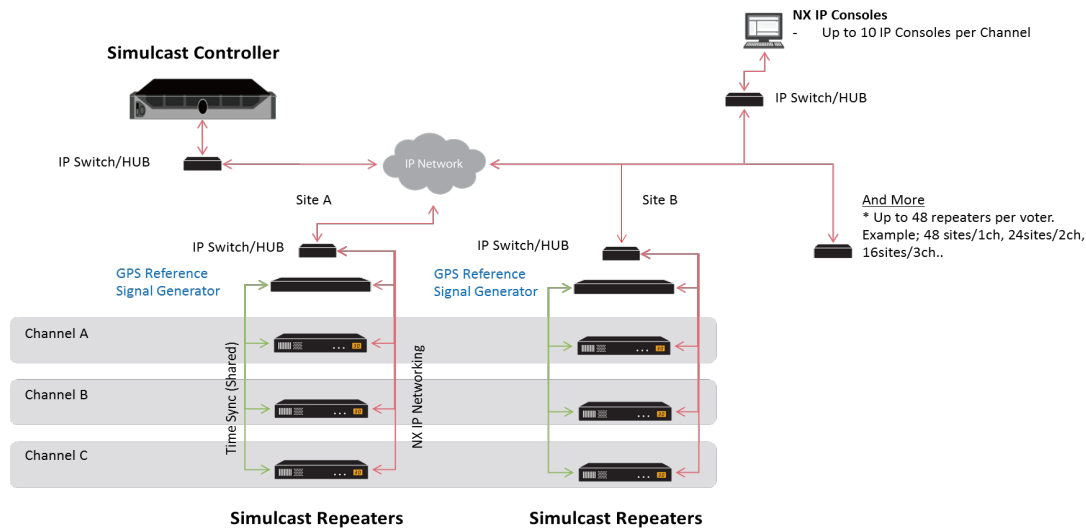 NX IP Consoles
- Up to 10 IP Consoles per Channel
Simulcast Controller
IP Switch/HUB
IP Switch/HUB
IP Network
Site A
Site B
And More
* Up to 48 repeaters per voter.
Example; 48 sites/1ch, 24sites/2ch,
16sites/3ch..
IP Switch/HUB
IP Switch/HUB
GPS Reference
Signal Generator
GPS Reference
Signal Generator
Channel A
Channel B
Channel C
Time Sync (Shared)
NX IP Networking
Simulcast Repeaters
Simulcast Repeaters